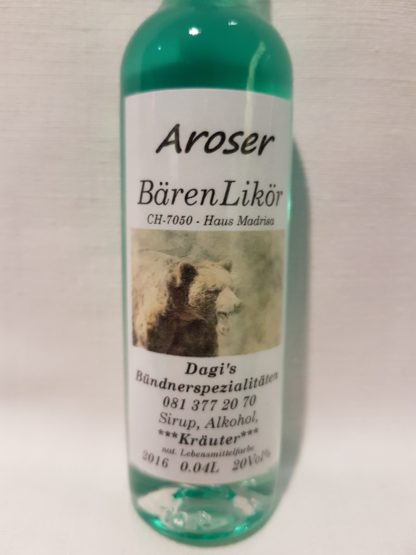 Aroser
BärenLikör
CH-7050 - Haus Madrisa
Dagi's
Bündnerspezialitäten
081 377 20 70
Sirup, Alkohol,
***Kräuter***
nat. Lebensmittelfarbe
2016 0.04L 20Vol%